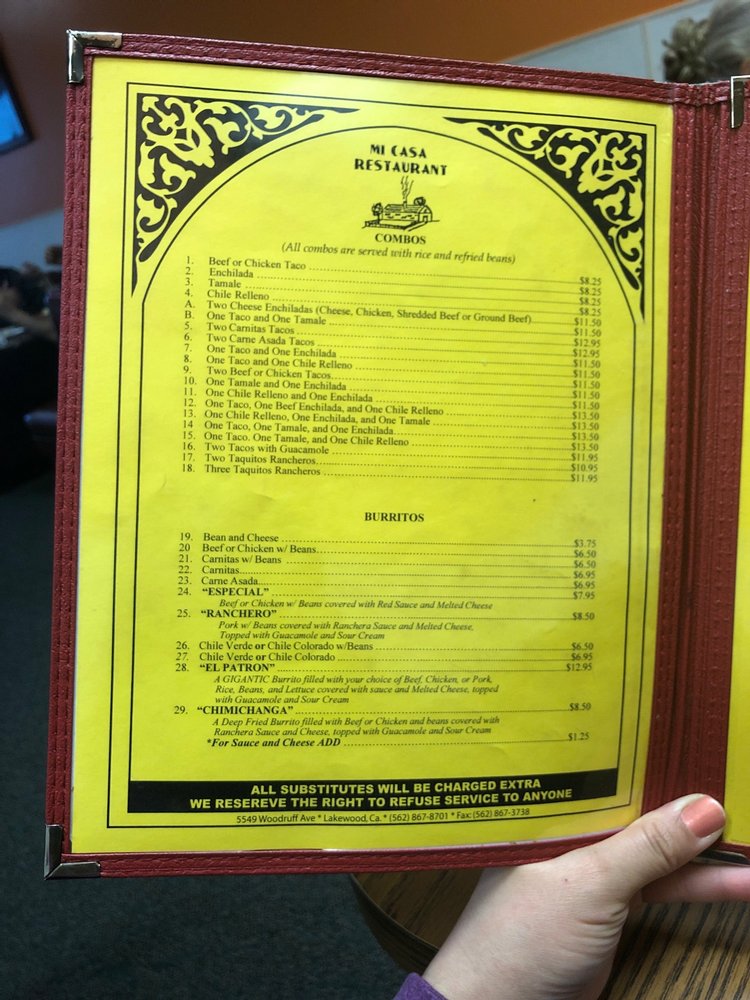 MI CASA
RESTAURANT
COMBOS
(All combos are served with rice and refried beans)
1. Beef or Chicken Taco $8.25
2. Enchilada $8.25
3. Tamale $8.25
4. Chile Relleno $8.25
A. Two Cheese Enchiladas (Cheese, Chicken, Shredded Beef or Ground Beef) $11.50
B. One Taco and One Tamale $11.50
5. Two Carnitas Tacos $12.95
6. Two Carne Asada Tacos $12.95
7. One Taco and One Enchilada $11.50
8. One Taco and One Chile Relleno $11.50
9. Two Beef or Chicken Tacos $11.50
10. One Tamale and One Enchilada $11.50
11. One Chile Relleno and One Enchilada $11.50
12. One Taco, One Beef Enchilada, and One Chile Relleno $13.50
13. One Chile Relleno, One Enchilada, and One Tamale $13.50
14 One Taco, One Tamale, and One Enchilada $13.50
15. One Taco. One Tamale, and One Chile Relleno $13.50
16. Two Tacos with Guacamole $11.95
17. Two Taquitos Rancheros $10.95
18. Three Taquitos Rancheros $11.95
BURRITOS
19. Bean and Cheese $3.75
20 Beef or Chicken w/ Beans $6.50
21. Carnitas w/ Beans $6.50
22. Carnitas $6.95
23. Carne Asada $6.95
24. “ESPECIAL” $7.95
Beef or Chicken w/ Beans covered with Red Sauce and Melted Cheese
25. “RANCHERO” $8.50
Pork w/ Beans covered with Ranchera Sauce and Melted Cheese,
Topped with Guacamole and Sour Cream
26. Chile Verde or Chile Colorado w/Beans $6.50
27. Chile Verde or Chile Colorado $6.95
28. “EL PATRON” $12.95
A GIGANTIC Burrito filled with your choice of Beef, Chicken, or Pork,
Rice, Beans, and Lettuce covered with sauce and Melted Cheese, topped
with Guacamole and Sour Cream
29. “CHIMICHANGA” $8.50
A Deep Fried Burrito filled with Beef or Chicken and beans covered with
Ranchera Sauce and Cheese, topped with Guacamole and Sour Cream
*For Sauce and Cheese ADD $1.25
ALL SUBSTITUTES WILL BE CHARGED EXTRA
WE RESEREVE THE RIGHT TO REFUSE SERVICE TO ANYONE
5549 Woodruff Ave * Lakewood, Ca. * (562) 867-8701 * Fax: (562) 867-3738